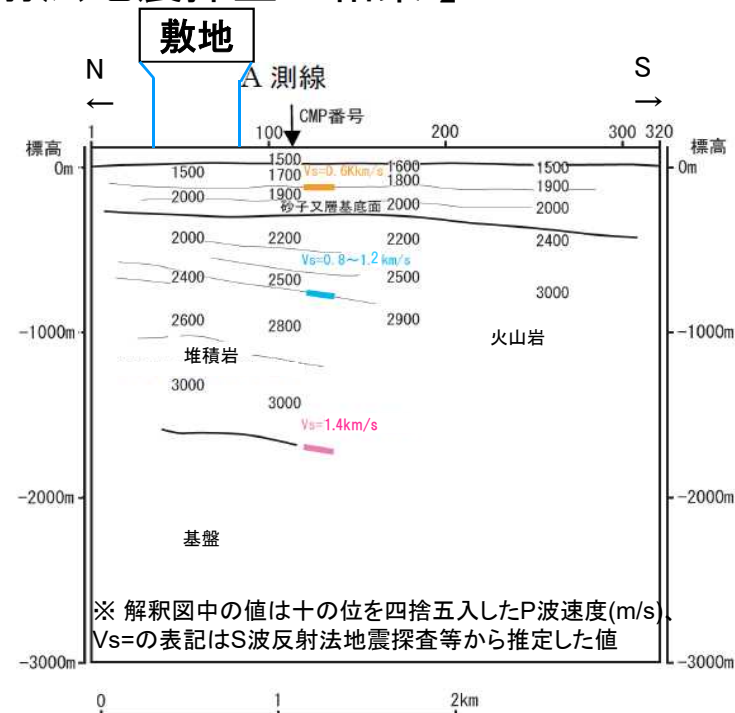 敷地
N
A 測線
S
←
CMP番号
→
1
100
200
300 320
標高
標高
0m
0m
1500
1500
1600
1500
1700
Vs=0.6Kkm/s
1800
1900
2000
1900
砂子又層基底面
2000
2000
2000
2200
2200
2400
Vs=0.8～1.2 km/s
2400
2500
2500
3000
2600
2800
2900
-1000m
-1000m
火山岩
堆積岩
3000
3000
Vs=1.4km/s
-2000m
-2000m
基盤
※ 解釈図中の値は十の位を四捨五入したP波速度(m/s)、
Vs=の表記はS波反射法地震探査等から推定した値
-3000m
-3000m
0
1
2km